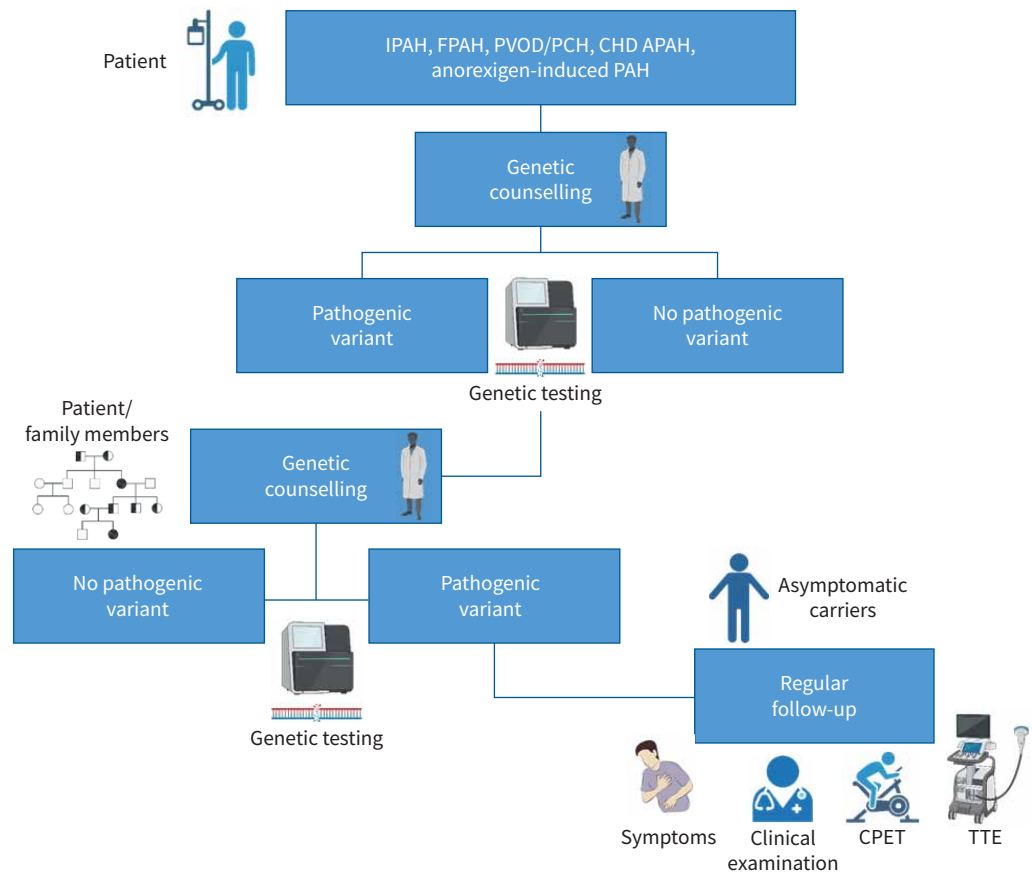 Patient
IPAH, FPAH, PVOD/PCH, CHD APAH,
anorexigen-induced PAH
Genetic
counselling
Pathogenic
variant
No pathogenic
variant
Genetic testing
Patient/
family members
Genetic
counselling
No pathogenic
variant
Pathogenic
variant
Genetic testing
Asymptomatic
carriers
Regular
follow-up
Symptoms
Clinical
examination
CPET
TTE